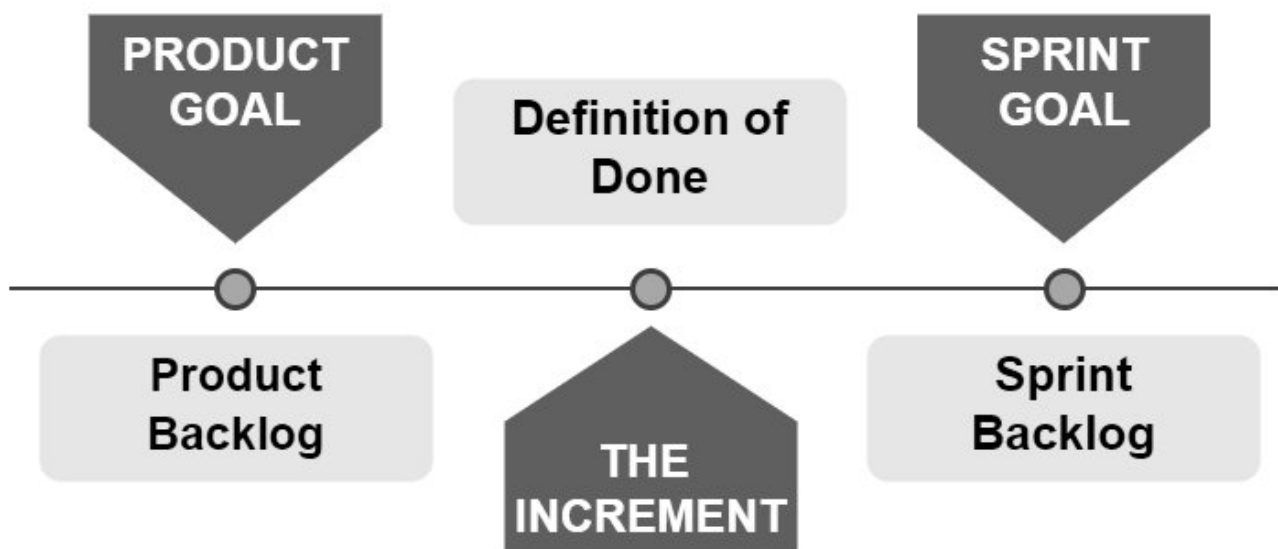 PRODUCT
GOAL
Product
Backlog
Definition of
Done
THE
INCREMENT
SPRINT
GOAL
Sprint
Backlog